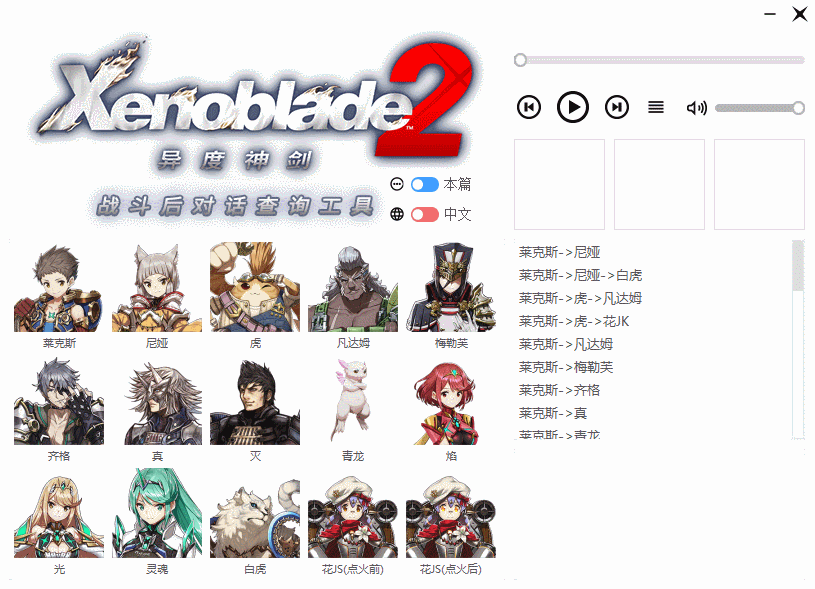 Xenoblade 2
™
异度神剑
战斗后对话查询工具
本篇
中文
莱克斯 尼娅 虎 凡达姆 梅勒芙
齐格 真 灭 青龙 焰
光 灵魂 白虎 花JS(点火前) 花JS(点火后)
莱克斯->尼娅
莱克斯->尼娅->白虎
莱克斯->虎->凡达姆
莱克斯->虎->花JK
莱克斯->凡达姆
莱克斯->梅勒芙
莱克斯->齐格
莱克斯->真
莱克斯->青龙